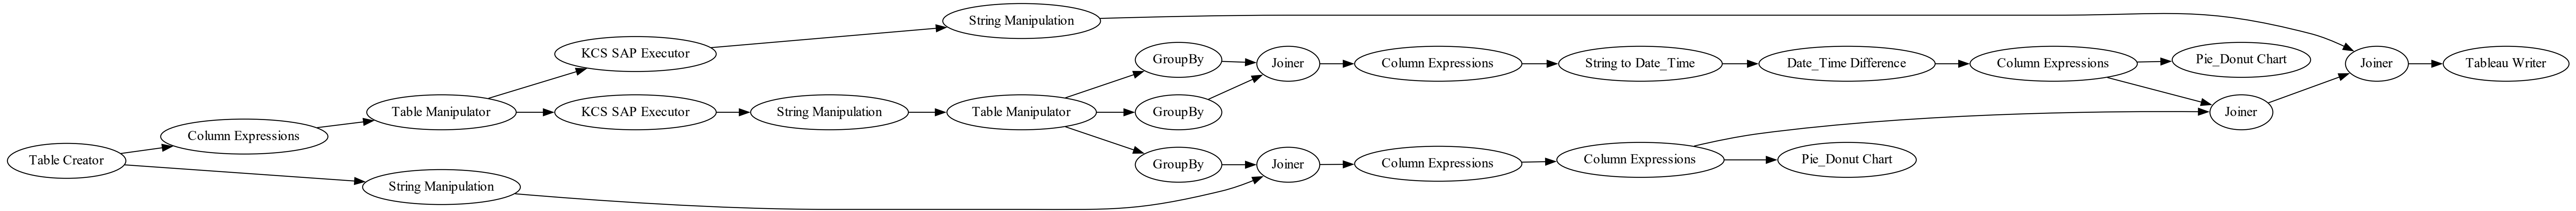 String Manipulation
KCS SAP Executor
GroupBy
Joiner
Column Expressions
String to Date_Time
Date_Time Difference
Column Expressions
Pie_Donut Chart
Joiner
Tableau Writer
Table Manipulator
KCS SAP Executor
String Manipulation
Table Manipulator
GroupBy
Joiner
Column Expressions
Table Creator
String Manipulation
GroupBy
Joiner
Column Expressions
Column Expressions
Pie_Donut Chart